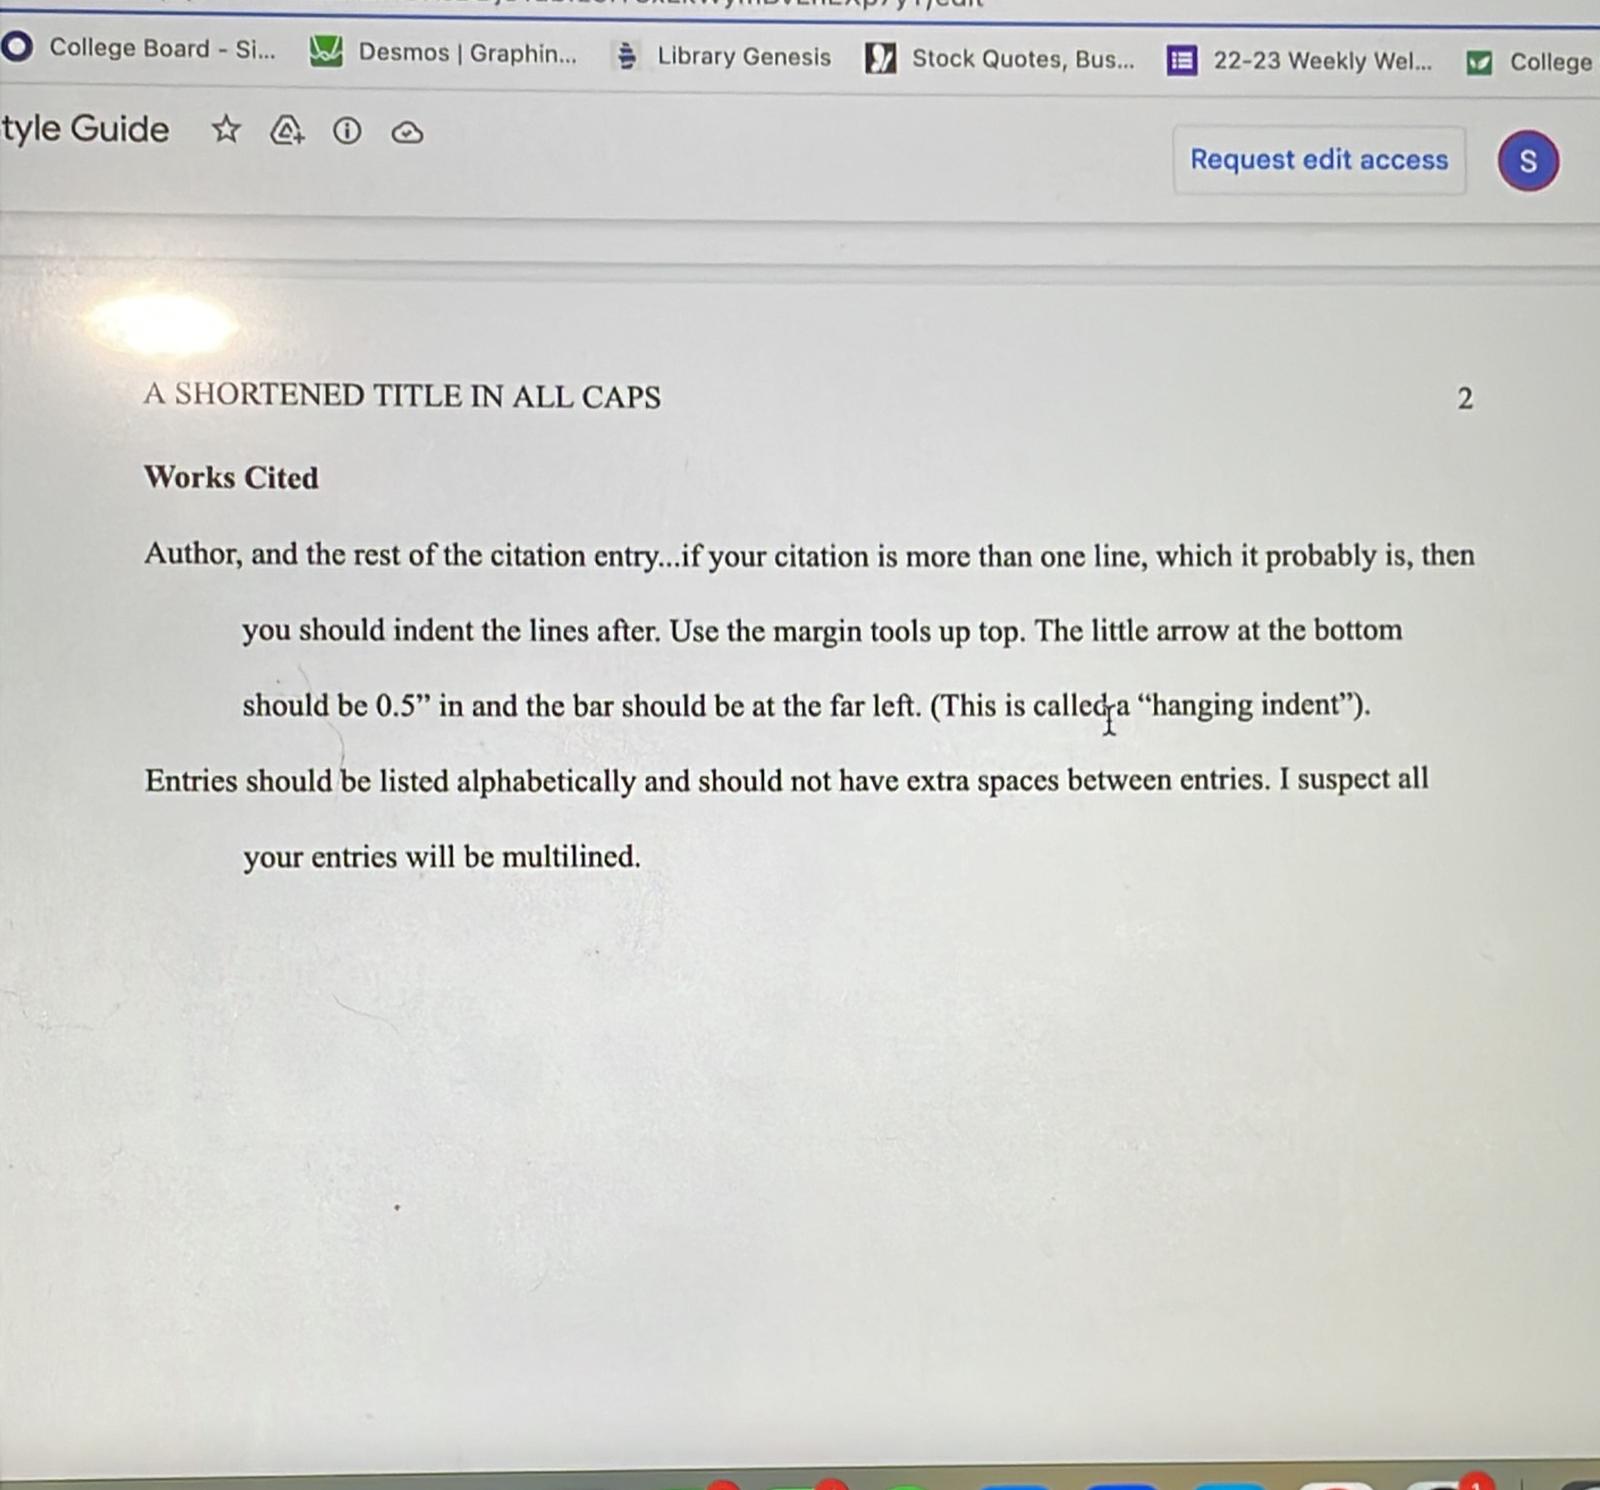 College Board - Si... Desmos | Graphin... Library Genesis Stock Quotes, Bus... 22-23 Weekly Wel... College
tyle Guide
Request edit access S
A SHORTENED TITLE IN ALL CAPS 2
Works Cited
Author, and the rest of the citation entry...if your citation is more than one line, which it probably is, then
you should indent the lines after. Use the margin tools up top. The little arrow at the bottom
should be 0.5” in and the bar should be at the far left. (This is called a “hanging indent”).
Entries should be listed alphabetically and should not have extra spaces between entries. I suspect all
your entries will be multilined.